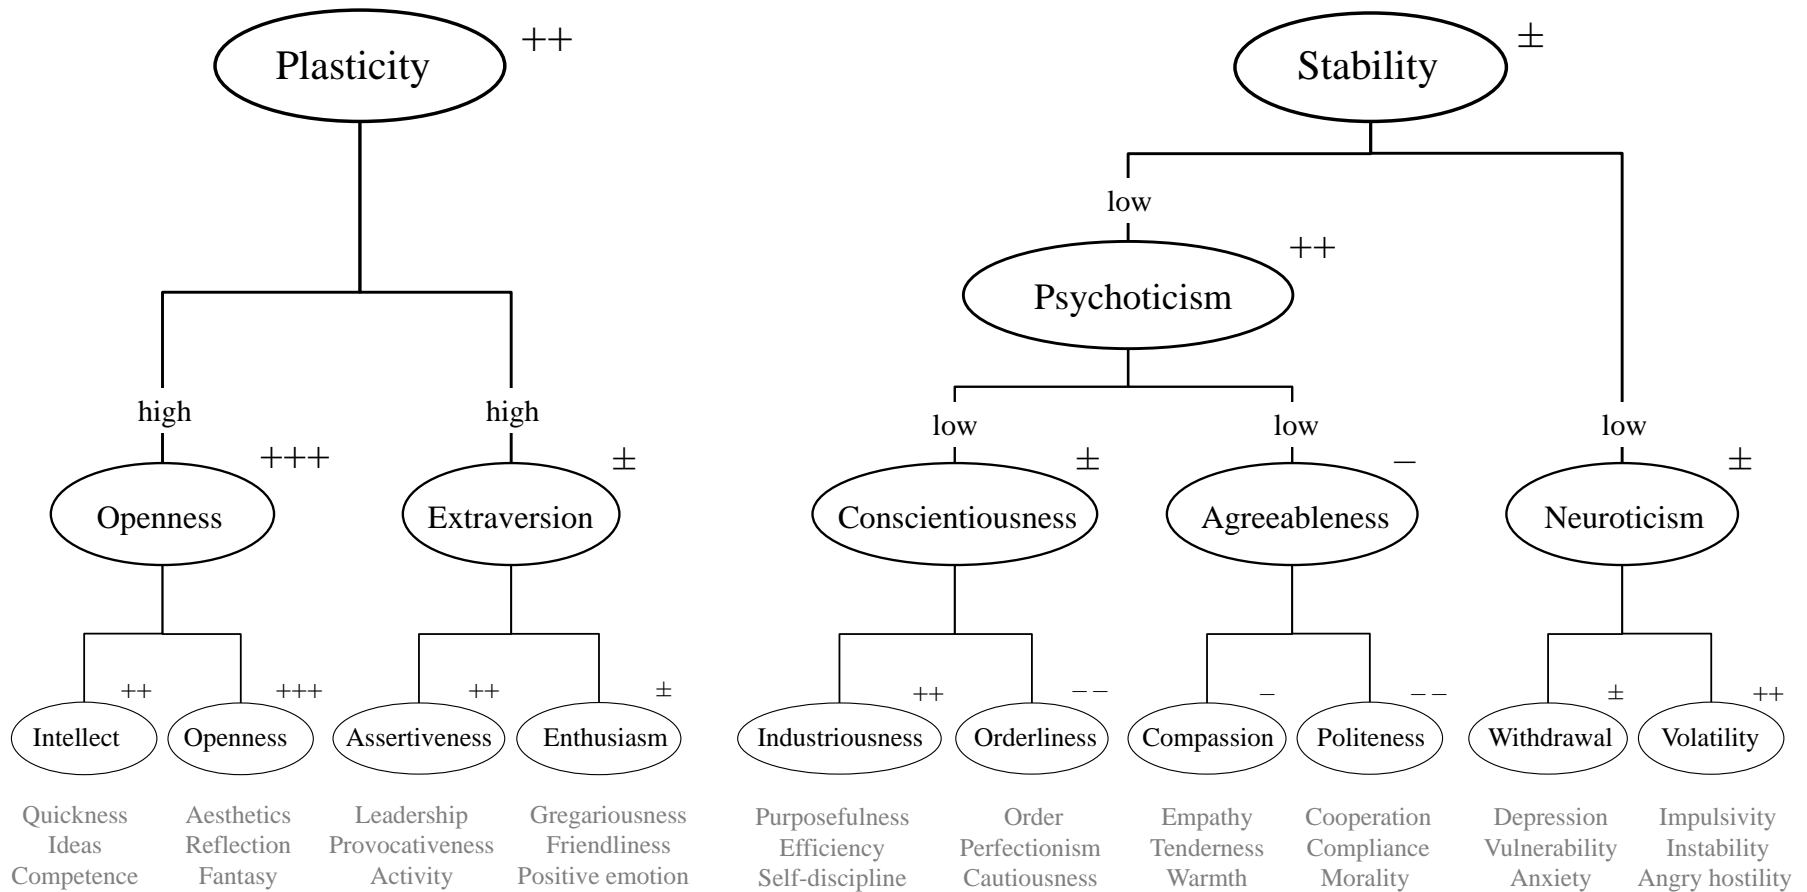 Plasticity ++
Stability ±
low
Psychoticism ++
high high
low low low
Openness +++
Extraversion ±
Conscientiousness ±
Agreeableness −
Neuroticism ±
Intellect ++
Openness +++
Assertiveness ++
Enthusiasm ±
Industriousness ++
Orderliness − −
Compassion −
Politeness − −
Withdrawal ±
Volatility ++
Quickness
Ideas
Competence
Aesthetics
Reflection
Fantasy
Leadership
Provocativeness
Activity
Gregariousness
Friendliness
Positive emotion
Purposefulness
Efficiency
Self-discipline
Order
Perfectionism
Cautiousness
Empathy
Tenderness
Warmth
Cooperation
Compliance
Morality
Depression
Vulnerability
Anxiety
Impulsivity
Instability
Angry hostility